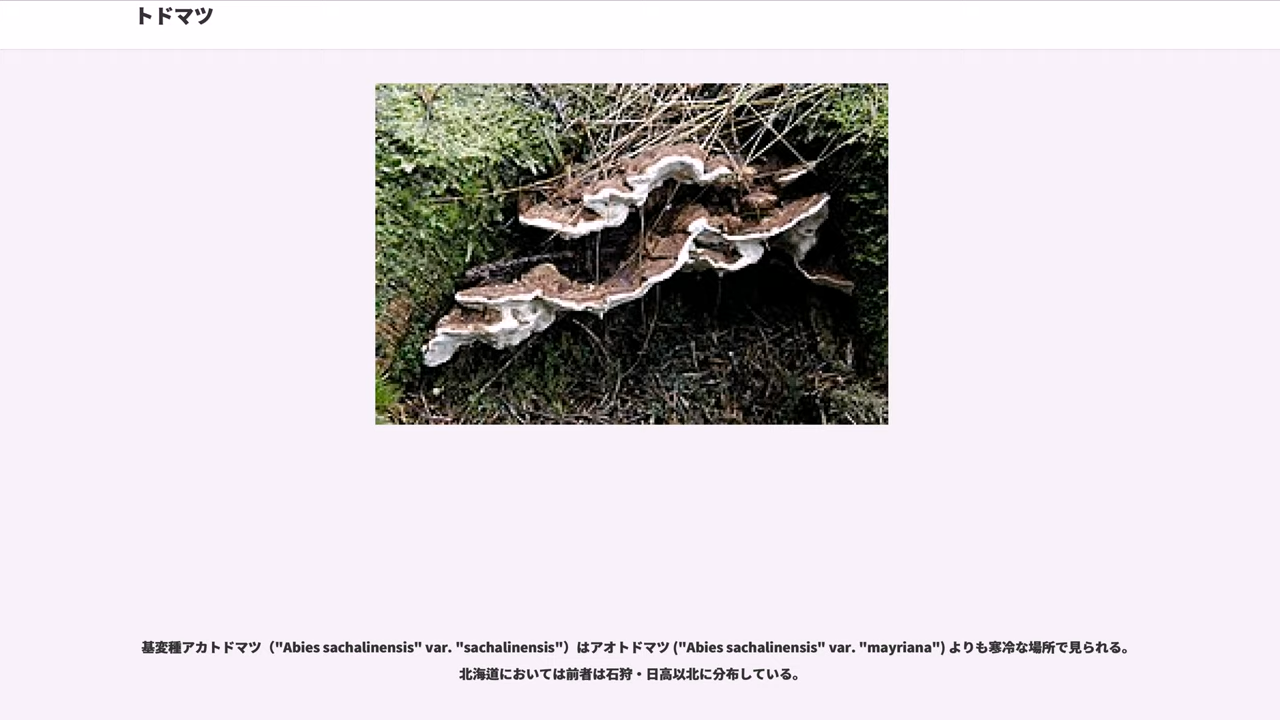 トドマツ
基変種アカトドマツ（"Abies sachalinensis" var. "sachalinensis"）はアオトドマツ ("Abies sachalinensis" var. "mayriana") よりも寒冷な場所で見られる。
北海道においては前者は石狩・日高以北に分布している。